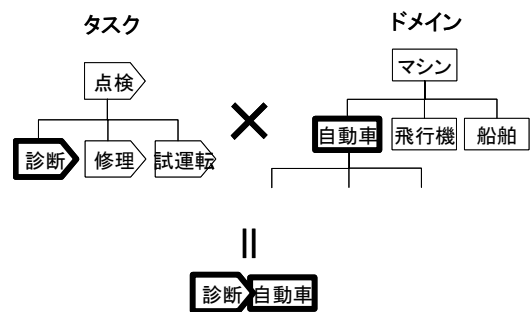 タスク
ドメイン
点検
マシン
×
診断
修理
試運転
自動車
飛行機
船舶
=
診断
自動車